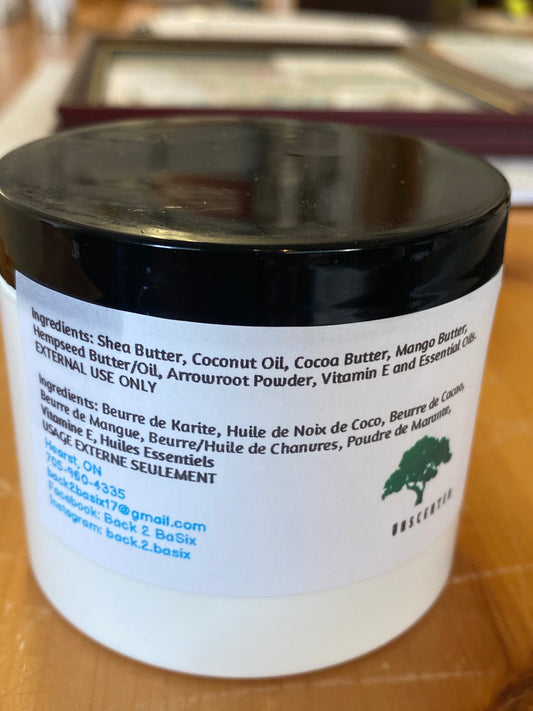 Ingredients: Shea Butter, Coconut Oil, Cocoa Butter, Mango Butter,
Hempseed Butter/Oil, Arrowroot Powder, Vitamin E and Essential Oils.
EXTERNAL USE ONLY
Ingredients: Beurre de Karite, Huile de Noix de Coco, Beurre de Cacao,
Beurre de Mangue, Beurre/Huile de Chanures, Poudre de Marante,
Vitamine E, Huiles Essentiels
USAGE EXTERNE SEULEMENT
Hearst, ON
705-960-4335
back2basix17@gmail.com
Facebook: Back 2 BaSix
Instagram: back.2.basix
UNSCENTED